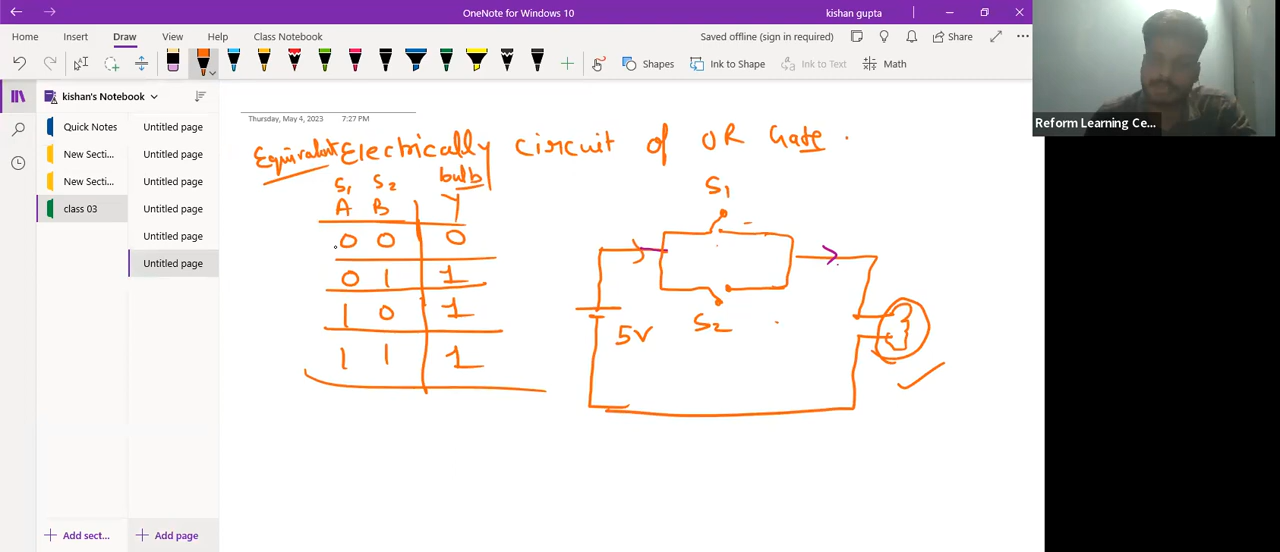 OneNote for Windows 10
kishan gupta
Home
Insert
Draw
View
Help
Class Notebook
Saved offline (sign in required)
Share
Shapes
Ink to Shape
Ink to Text
Math
kishan's Notebook
Quick Notes
New Secti...
New Secti...
class 03
Untitled page
Untitled page
Untitled page
Untitled page
Untitled page
Untitled page
Add sect...
Add page
Thursday, May 4, 2023 7:27 PM
Equivalent Electrically circuit of OR Gate.
S1 S2 bulb
A B Y
0 0 0
0 1 1
1 0 1
1 1 1
S1
S2
5V
Reform Learning Ce...